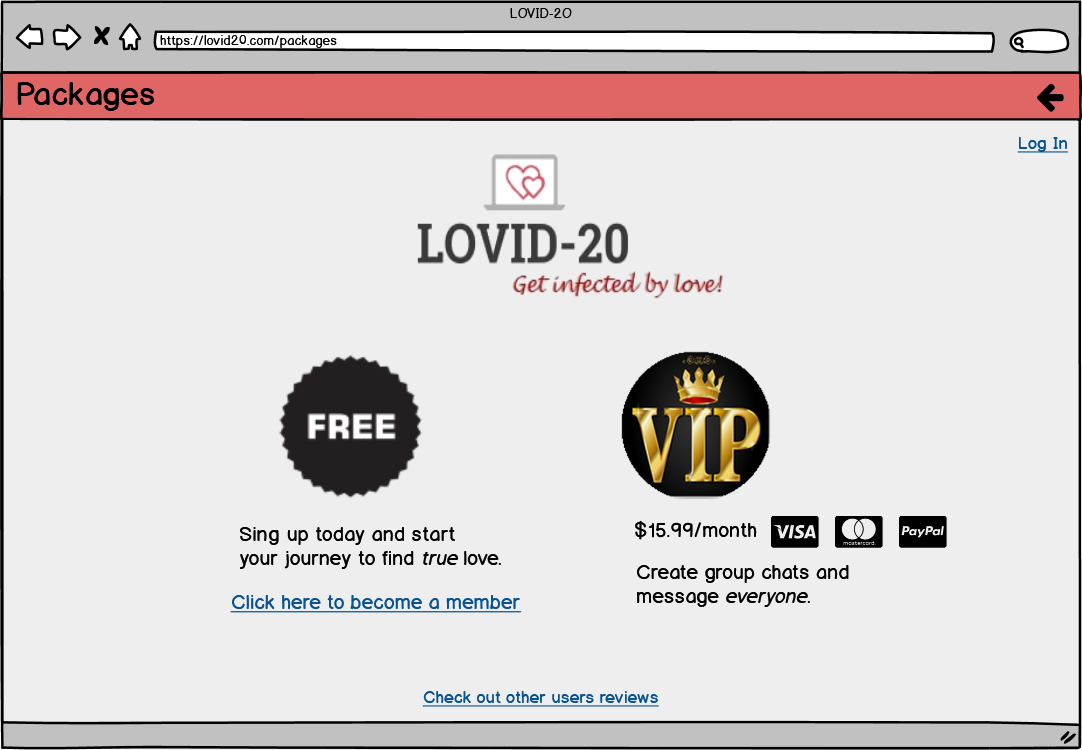 LOVID-20
https://lovid20.com/packages
Packages
Log In
LOVID-20
Get infected by love!
FREE
VIP
Sing up today and start
your journey to find true love.
Click here to become a member
$15.99/month
VISA
mastercard.
PayPal
Create group chats and
message everyone.
Check out other users reviews